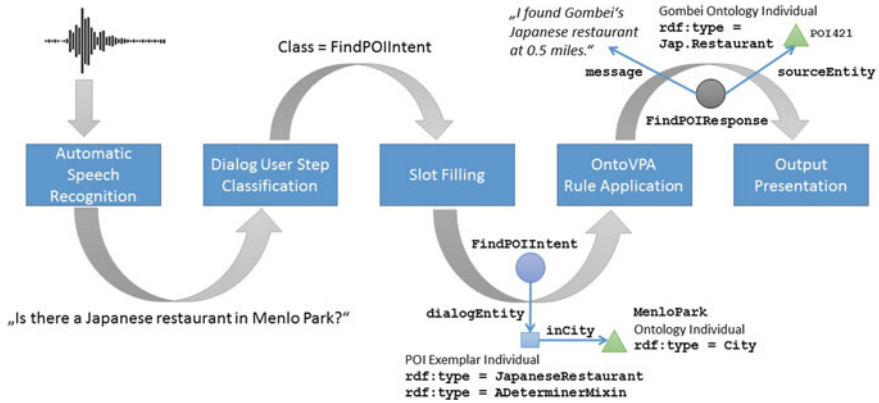 „I found Gombei's
Japanese restaurant
at 0.5 miles.“
Gombei Ontology Individual
rdf:type =
Jap.Restaurant
POI421
Class = FindPOIIntent
message
sourceEntity
FindPOIResponse
Automatic
Speech
Recognition
Dialog User Step
Classification
Slot Filling
OntoVPA
Rule Application
Output
Presentation
FindPOIIntent
„Is there a Japanese restaurant in Menlo Park?“
dialogEntity
inCity
MenloPark
Ontology Individual
rdf:type = City
POI Exemplar Individual
rdf:type = JapaneseRestaurant
rdf:type = ADeterminerMixin